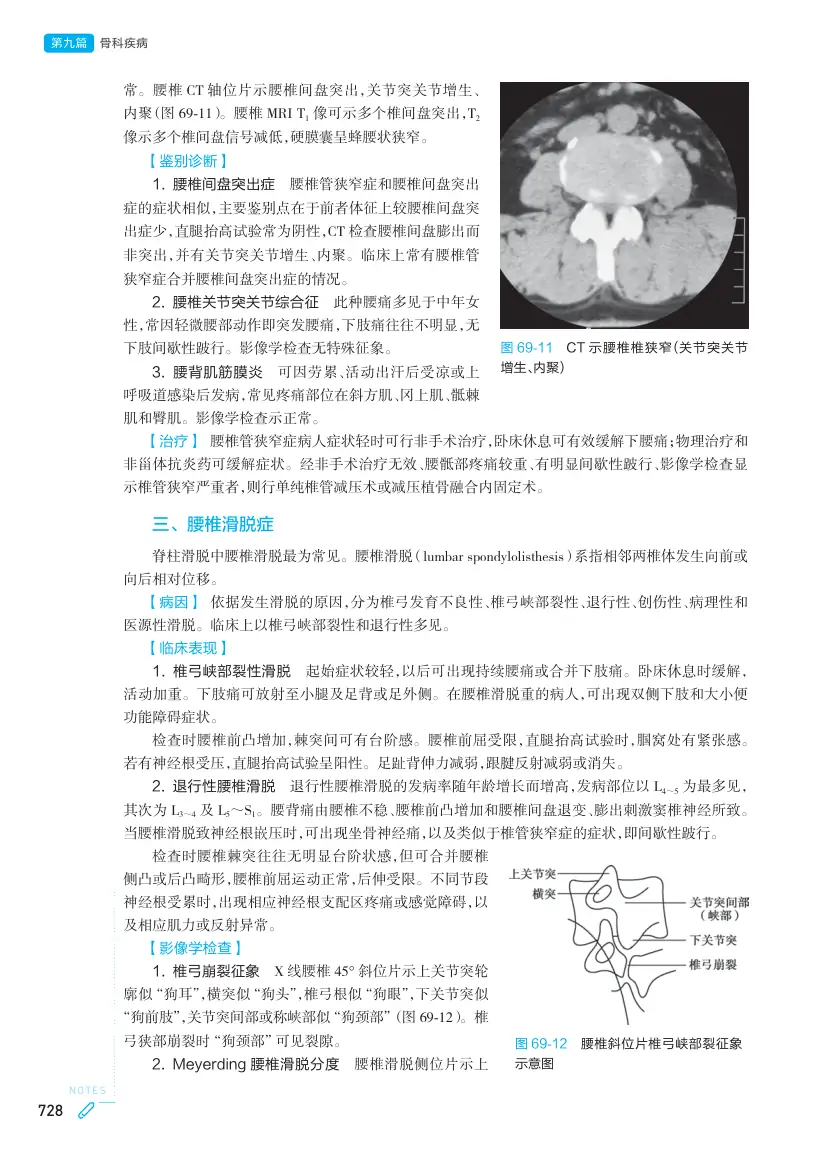 第九篇 骨科疾病
常。腰椎 CT 轴位片示腰椎间盘突出,关节突关节增生、
内聚(图 69-11)。腰椎 MRI T₁ 像可示多个椎间盘突出,T₂
像示多个椎间盘信号减低,硬膜囊呈蜂腰状狭窄。
【鉴别诊断】
1. 腰椎间盘突出症 腰椎管狭窄症和腰椎间盘突出
症的症状相似,主要鉴别点在于前者体征上较腰椎间盘突
出症少,直腿抬高试验常为阴性,CT 检查腰椎间盘膨出而
非突出,并有关节突关节增生、内聚。临床上常有腰椎管
狭窄症合并腰椎间盘突出症的情况。
2. 腰椎关节突关节综合征 此种腰痛多见于中年女
性,常因轻微腰部动作即突发腰痛,下肢痛往往不明显,无
下肢间歇性跛行。影像学检查无特殊征象。
3. 腰背肌筋膜炎 可因劳累、活动出汗后受凉或上
呼吸道感染后发病,常见疼痛部位在斜方肌、冈上肌、骶棘
肌和臀肌。影像学检查示正常。
图 69-11 CT 示腰椎椎狭窄(关节突关节
增生、内聚)
【治疗】 腰椎管狭窄症病人症状轻时可行非手术治疗,卧床休息可有效缓解下腰痛;物理治疗和
非甾体抗炎药可缓解症状。经非手术治疗无效、腰骶部疼痛较重、有明显间歇性跛行、影像学检查显
示椎管狭窄严重者,则行单纯椎管减压术或减压植骨融合内固定术。
三、腰椎滑脱症
脊柱滑脱中腰椎滑脱最为常见。腰椎滑脱(lumbar spondylolisthesis)系指相邻两椎体发生向前或
向后相对位移。
【病因】 依据发生滑脱的原因,分为椎弓发育不良性、椎弓峡部裂性、退行性、创伤性、病理性和
医源性滑脱。临床上以椎弓峡部裂性和退行性多见。
【临床表现】
1. 椎弓峡部裂性滑脱 起始症状较轻,以后可出现持续腰痛或合并下肢痛。卧床休息时缓解,
活动加重。下肢痛可放射至小腿及足背或足外侧。在腰椎滑脱重的病人,可出现双侧下肢和大小便
功能障碍症状。
检查时腰椎前凸增加,棘突间可有台阶感。腰椎前屈受限,直腿抬高试验时,腘窝处有紧张感。
若有神经根受压,直腿抬高试验呈阳性。足趾背伸力减弱,跟腱反射减弱或消失。
2. 退行性腰椎滑脱 退行性腰椎滑脱的发病率随年龄增长而增高,发病部位以 L₄～₅ 为最多见,
其次为 L₃～₄ 及 L₅～S₁。腰背痛由腰椎不稳、腰椎前凸增加和腰椎间盘退变、膨出刺激窦椎神经所致。
当腰椎滑脱致神经根嵌压时,可出现坐骨神经痛,以及类似于椎管狭窄症的症状,即间歇性跛行。
检查时腰椎棘突往往无明显台阶状感,但可合并腰椎
侧凸或后凸畸形,腰椎前屈运动正常,后伸受限。不同节段
神经根受累时,出现相应神经根支配区疼痛或感觉障碍,以
及相应肌力或反射异常。
【影像学检查】
1. 椎弓崩裂征象 X 线腰椎 45° 斜位片示上关节突轮
廓似“狗耳”,横突似“狗头”,椎弓根似“狗眼”,下关节突似
“狗前肢”,关节突间部或称峡部似“狗颈部”(图 69-12)。椎
弓狭部崩裂时“狗颈部”可见裂隙。
2. Meyerding 腰椎滑脱分度 腰椎滑脱侧位片示上
上关节突
横突
关节突间部
(峡部)
下关节突
椎弓崩裂
图 69-12 腰椎斜位片椎弓峡部裂征象
示意图
NOTES
728